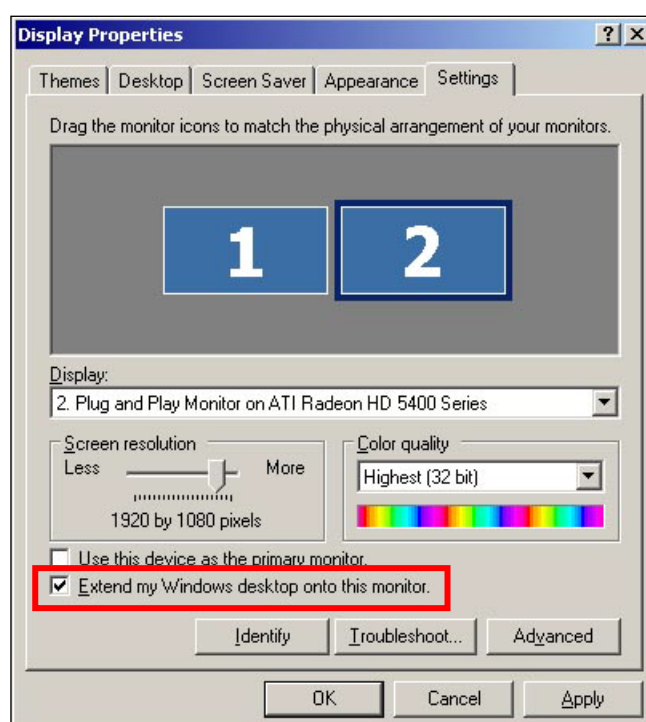 Display Properties
Themes Desktop Screen Saver Appearance Settings
Drag the monitor icons to match the physical arrangement of your monitors.
1 2
Display:
2. Plug and Play Monitor on ATI Radeon HD 5400 Series
Screen resolution Color quality
Less More Highest (32 bit)
1920 by 1080 pixels
Use this device as the primary monitor.
Extend my Windows desktop onto this monitor.
Identify Troubleshoot... Advanced
OK Cancel Apply